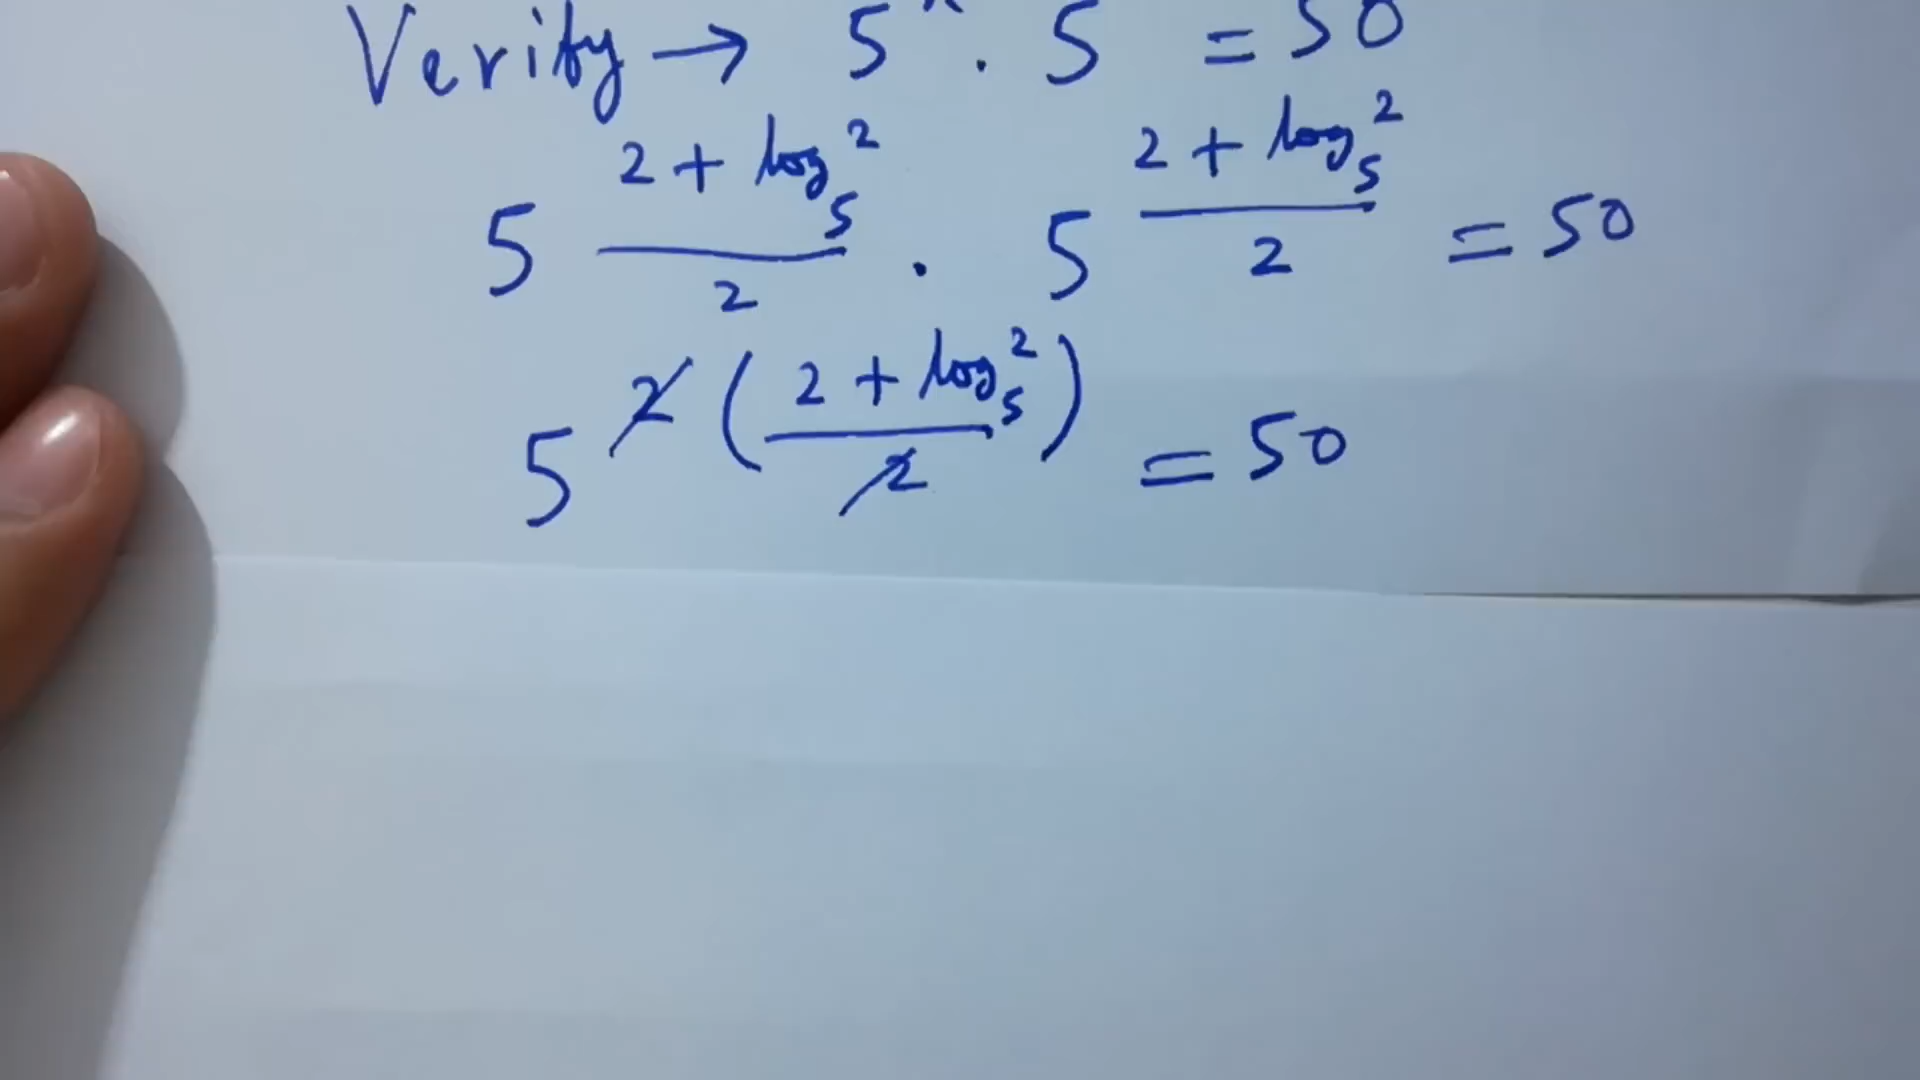 Verify → 5^x . 5 = 50
5^((2 + log_5 2)/2) . 5^((2 + log_5 2)/2) = 50
5^(2((2 + log_5 2)/2)) = 50